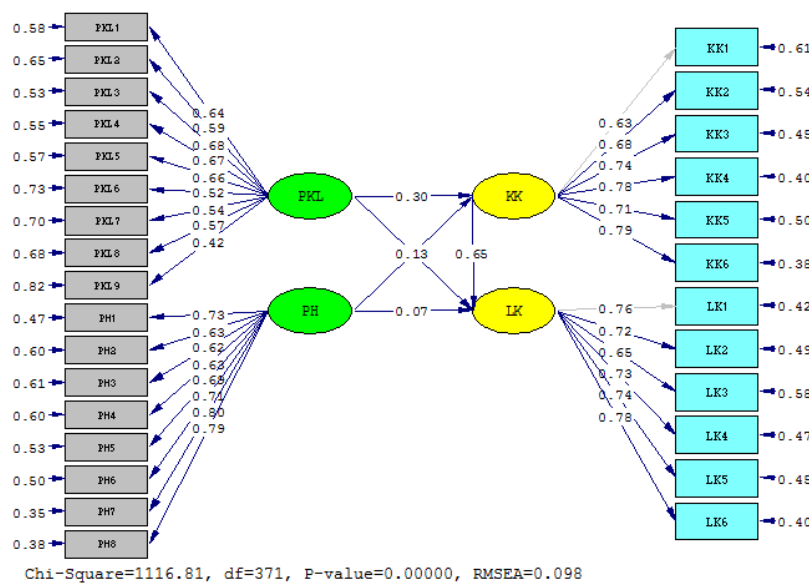 0.58 PKL1
0.65 PKL2
0.53 PKL3
0.55 PKL4
0.57 PKL5
0.73 PKL6
0.70 PKL7
0.68 PKL8
0.82 PKL9
0.47 PH1
0.60 PH2
0.61 PH3
0.60 PH4
0.53 PH5
0.50 PH6
0.35 PH7
0.38 PH8
0.64
0.59
0.68
0.67
0.66
0.52
0.54
0.57
0.42
0.73
0.63
0.62
0.63
0.69
0.71
0.80
0.79
PKL
PH
0.30
0.13
0.65
0.07
KK
LK
0.63
0.68
0.74
0.78
0.71
0.79
0.76
0.72
0.65
0.73
0.74
0.78
KK1 0.61
KK2 0.54
KK3 0.45
KK4 0.40
KK5 0.50
KK6 0.38
LK1 0.42
LK2 0.49
LK3 0.58
LK4 0.47
LK5 0.45
LK6 0.40
Chi-Square=1116.81, df=371, P-value=0.00000, RMSEA=0.098